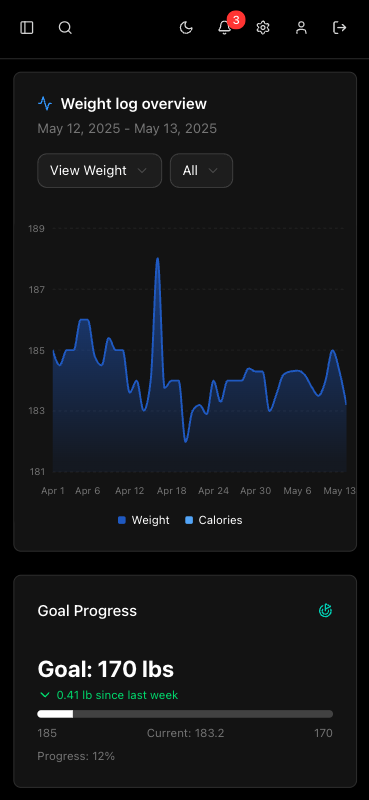 3
Weight log overview
May 12, 2025 - May 13, 2025
View Weight All
189
187
185
183
181
Apr 1 Apr 6 Apr 12 Apr 18 Apr 24 Apr 30 May 6 May 13
Weight Calories
Goal Progress
Goal: 170 lbs
0.41 lb since last week
185 Current: 183.2 170
Progress: 12%